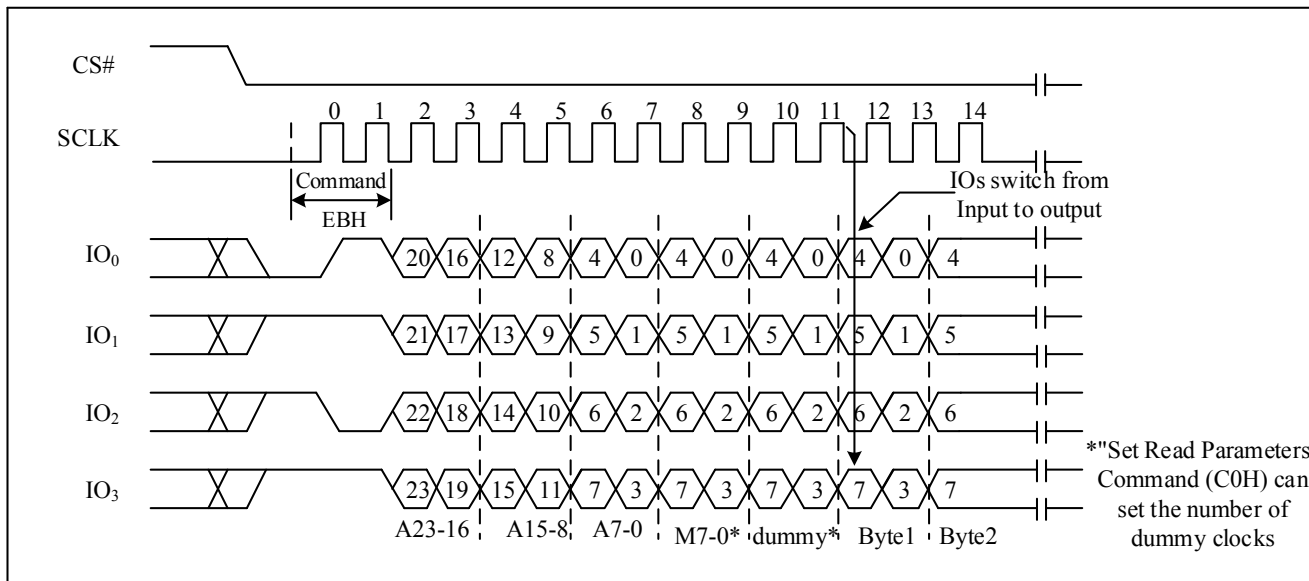 CS#
0 1 2 3 4 5 6 7 8 9 10 11 12 13 14
SCLK
Command
EBH
IOs switch from
Input to output
IO0 20 16 12 8 4 0 4 0 4 0 4 0 4
IO1 21 17 13 9 5 1 5 1 5 1 5 1 5
IO2 22 18 14 10 6 2 6 2 6 2 6 2 6
IO3 23 19 15 11 7 3 7 3 7 3 7 3 7
A23-16 A15-8 A7-0 M7-0* dummy* Byte1 Byte2
*"Set Read Parameters
Command (C0H) can
set the number of
dummy clocks